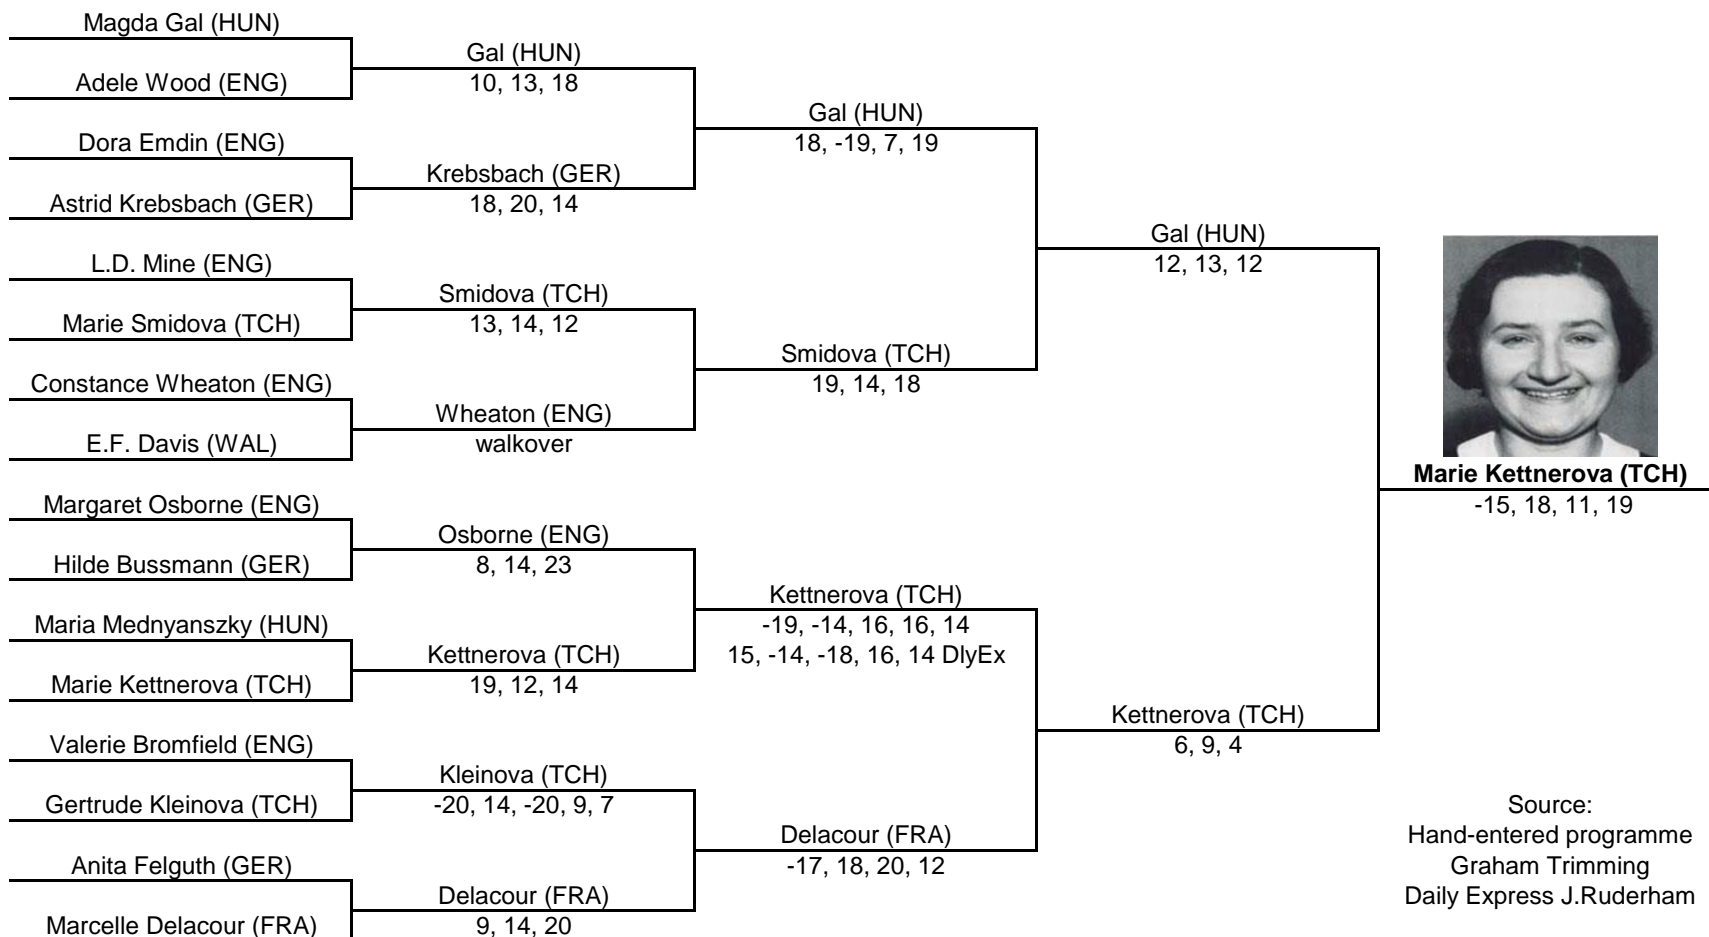 Magda Gal (HUN)
Adele Wood (ENG)
Dora Emdin (ENG)
Astrid Krebsbach (GER)
L.D. Mine (ENG)
Marie Smidova (TCH)
Constance Wheaton (ENG)
E.F. Davis (WAL)
Margaret Osborne (ENG)
Hilde Bussmann (GER)
Maria Mednyanszky (HUN)
Marie Kettnerova (TCH)
Valerie Bromfield (ENG)
Gertrude Kleinova (TCH)
Anita Felguth (GER)
Marcelle Delacour (FRA)
Gal (HUN)
10, 13, 18
Krebsbach (GER)
18, 20, 14
Smidova (TCH)
13, 14, 12
Wheaton (ENG)
walkover
Osborne (ENG)
8, 14, 23
Kettnerova (TCH)
19, 12, 14
Kleinova (TCH)
-20, 14, -20, 9, 7
Delacour (FRA)
9, 14, 20
Gal (HUN)
18, -19, 7, 19
Smidova (TCH)
19, 14, 18
Kettnerova (TCH)
-19, -14, 16, 16, 14
15, -14, -18, 16, 14 DlyEx
Delacour (FRA)
-17, 18, 20, 12
Gal (HUN)
12, 13, 12
Kettnerova (TCH)
6, 9, 4
Marie Kettnerova (TCH)
-15, 18, 11, 19
Source:
Hand-entered programme
Graham Trimming
Daily Express J.Ruderham